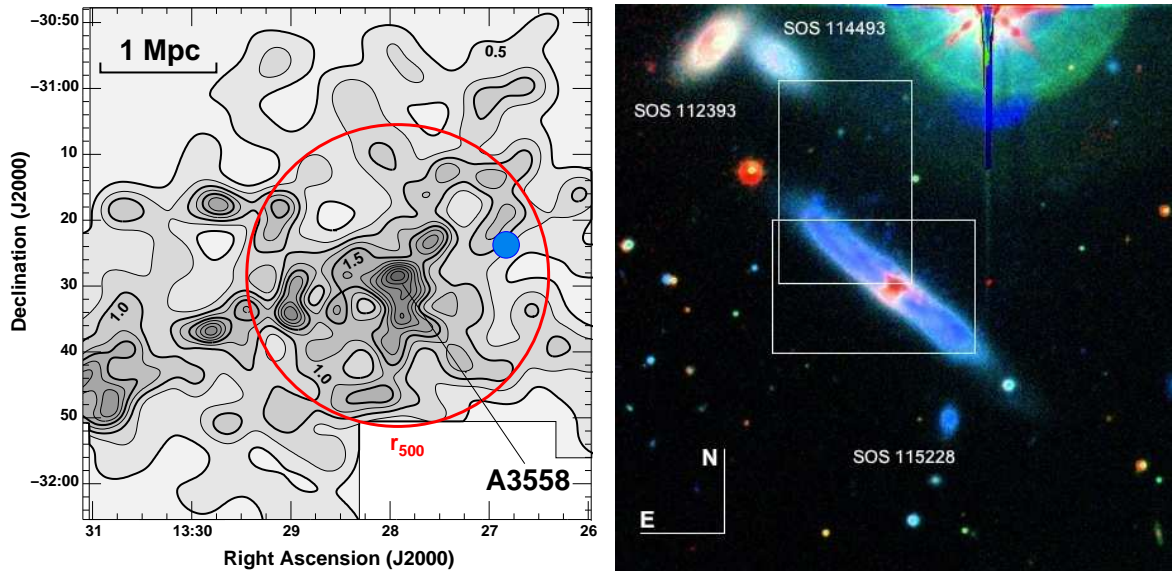 1 Mpc
0.5
1.5
1.0
1.0
r500
A3558
−30:50
−31:00
10
20
30
40
50
−32:00
Declination (J2000)
31
13:30
29
28
27
26
Right Ascension (J2000)
SOS 114493
SOS 112393
SOS 115228
N
E